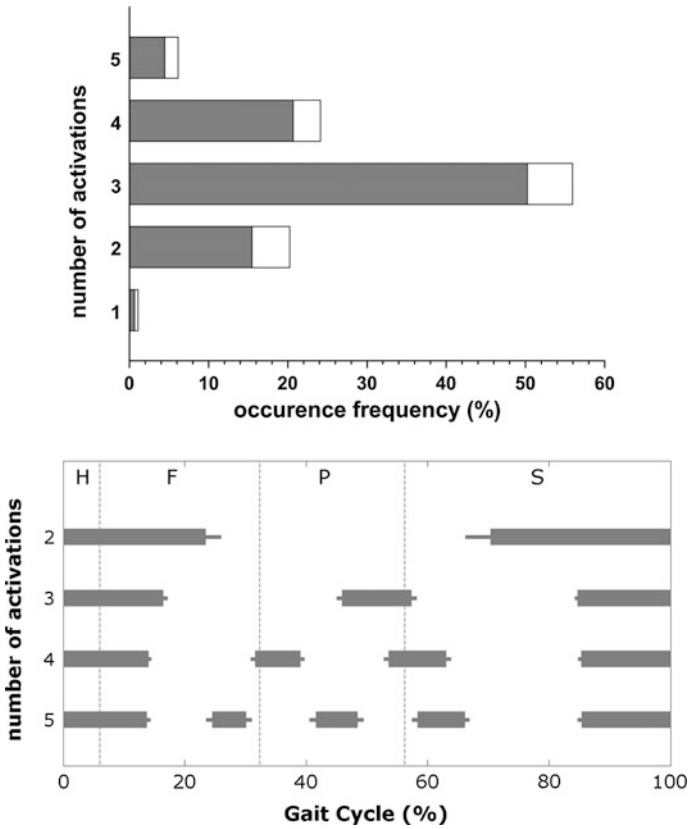 number of activations
5
4
3
2
1
0 10 20 30 40 50 60
occurence frequency (%)
number of activations
H F P S
2
3
4
5
0 20 40 60 80 100
Gait Cycle (%)